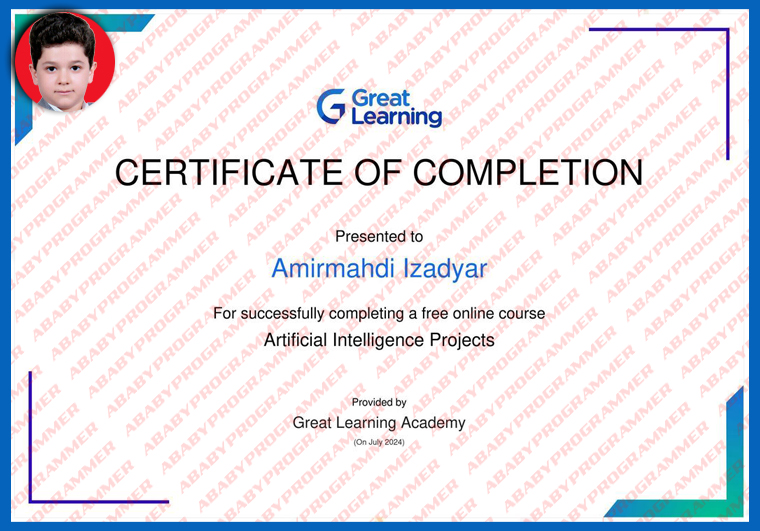 Great
Learning
CERTIFICATE OF COMPLETION
Presented to
Amirmahdi Izadyar
For successfully completing a free online course
Artificial Intelligence Projects
Provided by
Great Learning Academy
(On July 2024)
ABABYPROGRAMMER